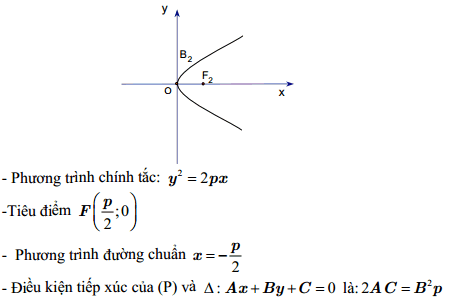 y
B₂
F₂
O
x
- Phương trình chính tắc: y² = 2px
-Tiêu điểm F(p/2;0)
- Phương trình đường chuẩn x = -p/2
- Điều kiện tiếp xúc của (P) và Δ: Ax + By + C = 0 là: 2AC = B²p